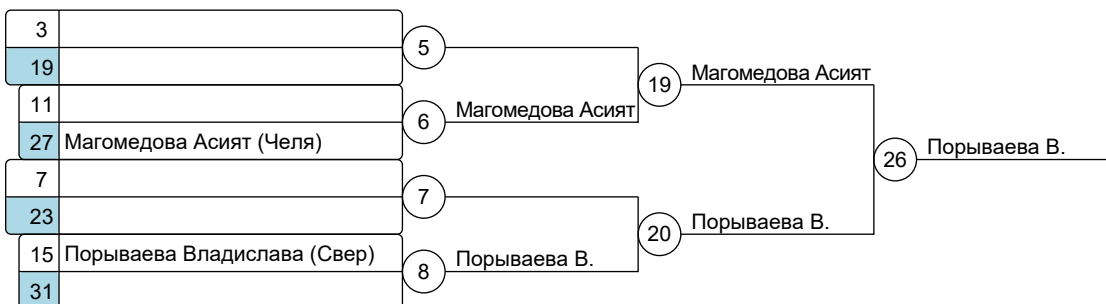 3
5
19
19 Магомедова Асият
11
6 Магомедова Асият
27 Магомедова Асият (Челя)
26 Порываева В.
7
7
23
20 Порываева В.
15 Порываева Владислава (Свер)
8 Порываева В.
31